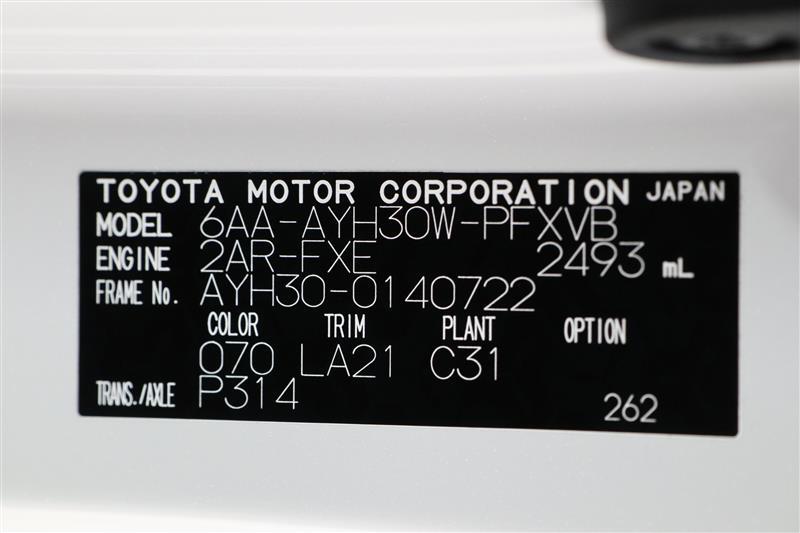 TOYOTA MOTOR CORPORATION JAPAN
MODEL 6AA-AYH30W-PFXVB
ENGINE 2AR-FXE 2493 mL
FRAME No. AYH30-0140722
COLOR TRIM PLANT OPTION
070 LA21 C31
TRANS./AXLE P314 262